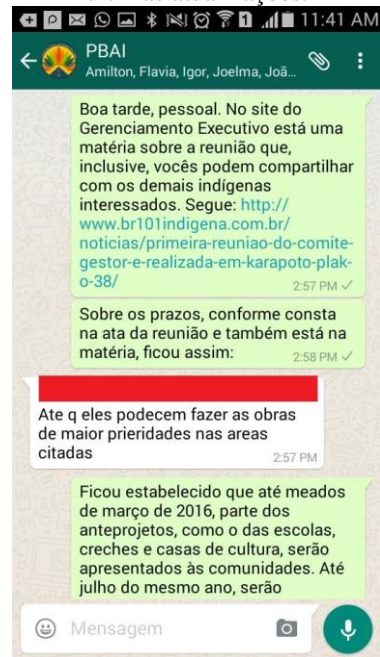 11:41 AM
PBAI
Amilton, Flavia, Igor, Joelma, Joã...
Boa tarde, pessoal. No site do
Gerenciamento Executivo está uma
matéria sobre a reunião que,
inclusive, vocês podem compartilhar
com os demais indígenas
interessados. Segue: http://
www.br101indigena.com.br/
noticias/primeira-reuniao-do-comite-
gestor-e-realizada-em-karapoto-plak-
o-38/
2:57 PM
Sobre os prazos, conforme consta
na ata da reunião e também está na
matéria, ficou assim:
2:58 PM
Ate q eles podecem fazer as obras
de maior prieridades nas areas
citadas
2:57 PM
Ficou estabelecido que até meados
de março de 2016, parte dos
anteprojetos, como o das escolas,
creches e casas de cultura, serão
apresentados às comunidades. Até
julho do mesmo ano, serão
Mensagem